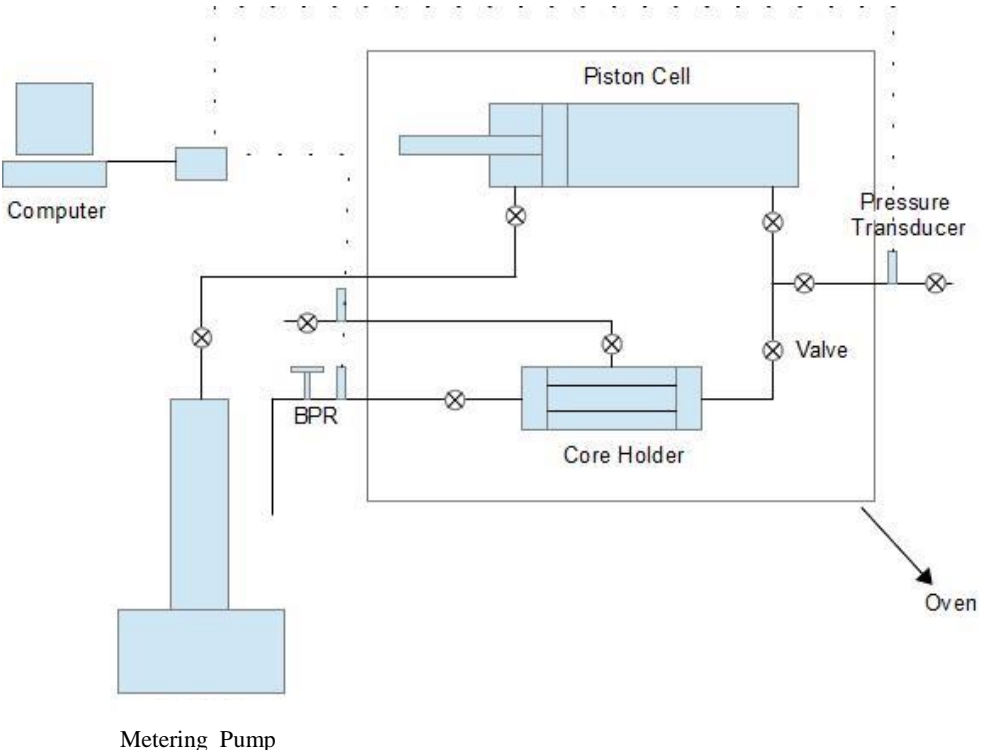 Piston Cell
Computer
Pressure
Transducer
Valve
BPR
Core Holder
Oven
Metering Pump